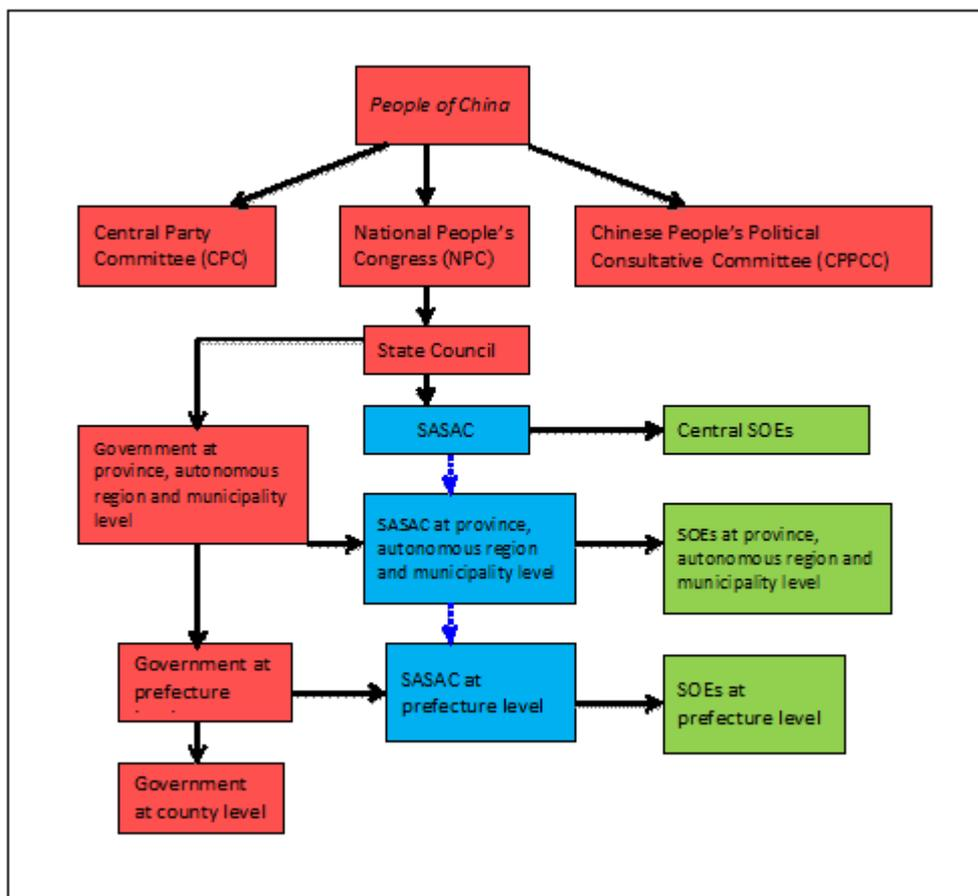 People of China
Central Party
Committee (CPC)
National People's
Congress (NPC)
Chinese People's Political
Consultative Committee (CPPCC)
State Council
SASAC
Central SOEs
Government at
province, autonomous
region and municipality
level
SASAC at province,
autonomous region
and municipality level
SOEs at province,
autonomous region and
municipality level
Government at
prefecture
SASAC at
prefecture level
SOEs at
prefecture level
Government
at county level